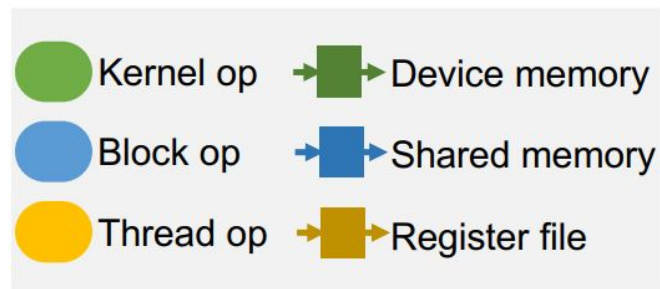 Kernel op Device memory
Block op Shared memory
Thread op Register file